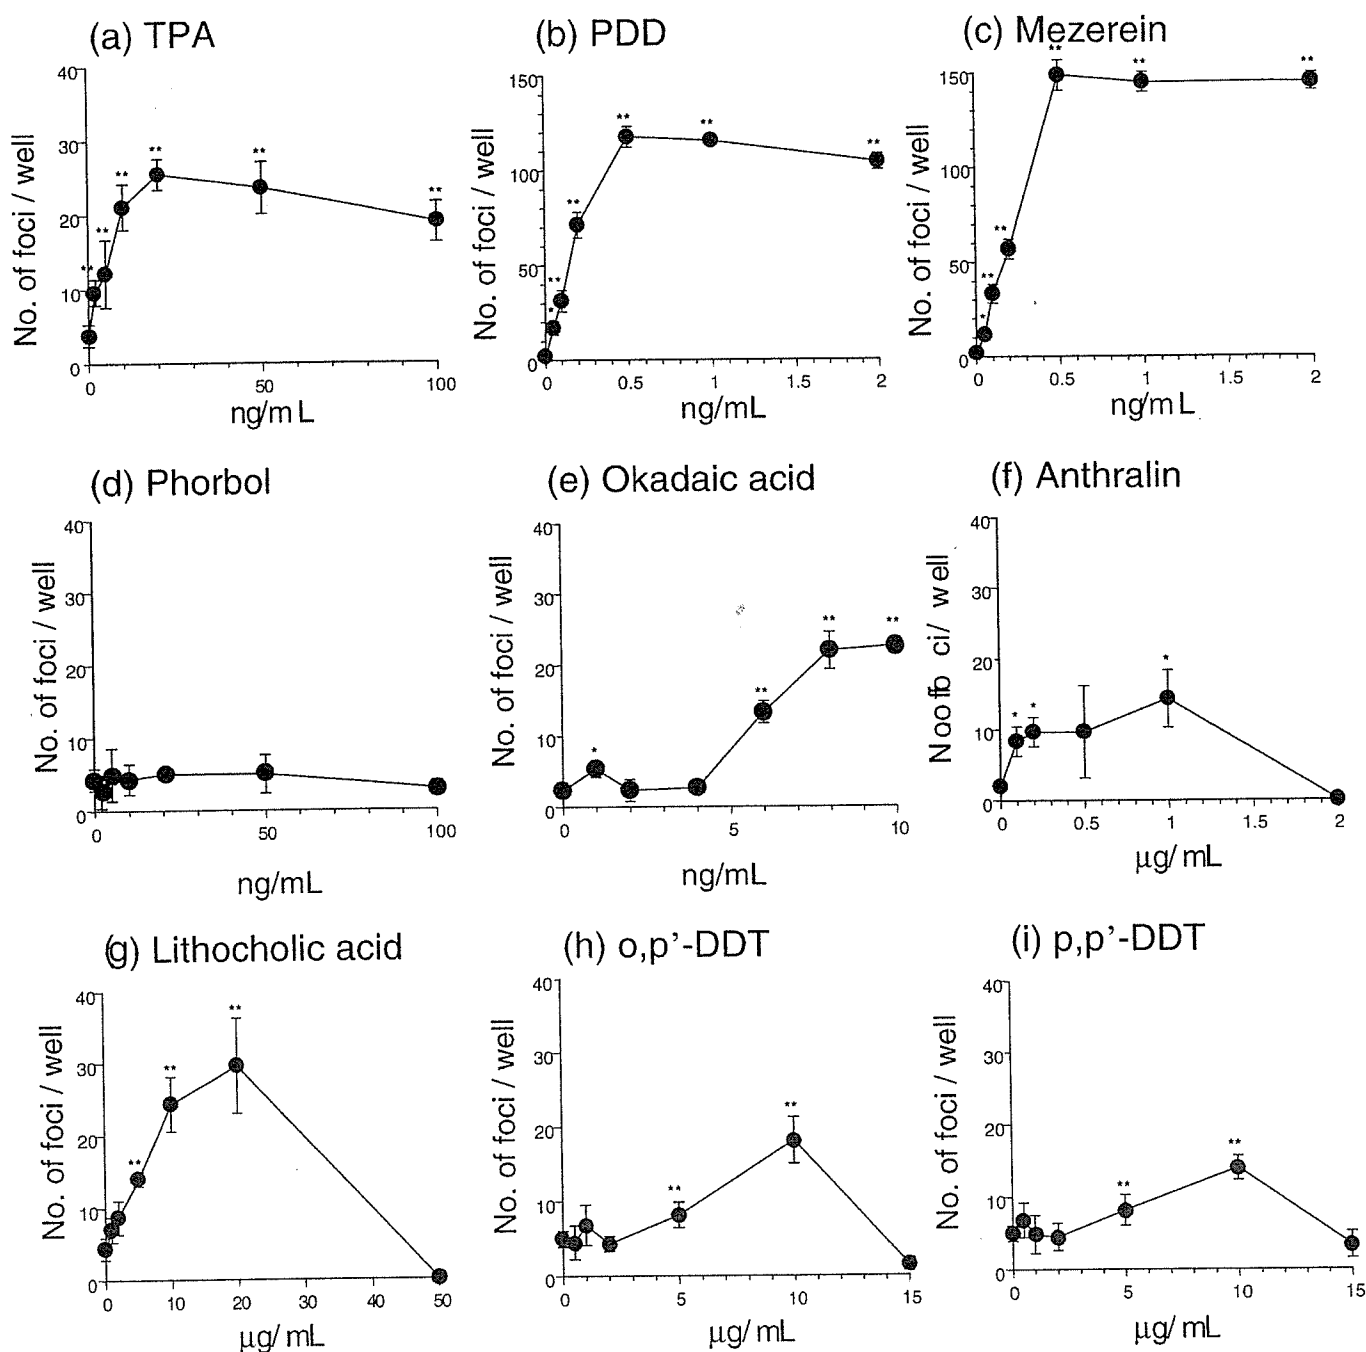 (a) TPA
No. of foci / well
40
30
20
10
0
** ** ** ** ** **
0 50 100
ng/mL
(b) PDD
No. of foci / well
150
100
50
0
* ** ** ** ** **
0 0.5 1 1.5 2
ng/mL
(c) Mezerein
No. of foci / well
150
100
50
0
* ** ** ** ** **
0 0.5 1 1.5 2
ng/mL
(d) Phorbol
No. of foci / well
40
30
20
10
0
0 50 100
ng/mL
(e) Okadaic acid
No. of foci / well
40
30
20
10
0
* ** ** **
0 5 10
ng/mL
(f) Anthralin
40
30
20
10
0
* * *
0 0.5 1 1.5 2
μg/ mL
(g) Lithocholic acid
No. of foci / well
40
30
20
10
0
** ** **
0 10 20 30 40 50
μg/ mL
(h) o,p’-DDT
No. of foci / well
40
30
20
10
0
** **
0 5 10 15
μg/ mL
(i) p,p’-DDT
No. of foci / well
40
30
20
10
0
** **
0 5 10 15
μg/ mL